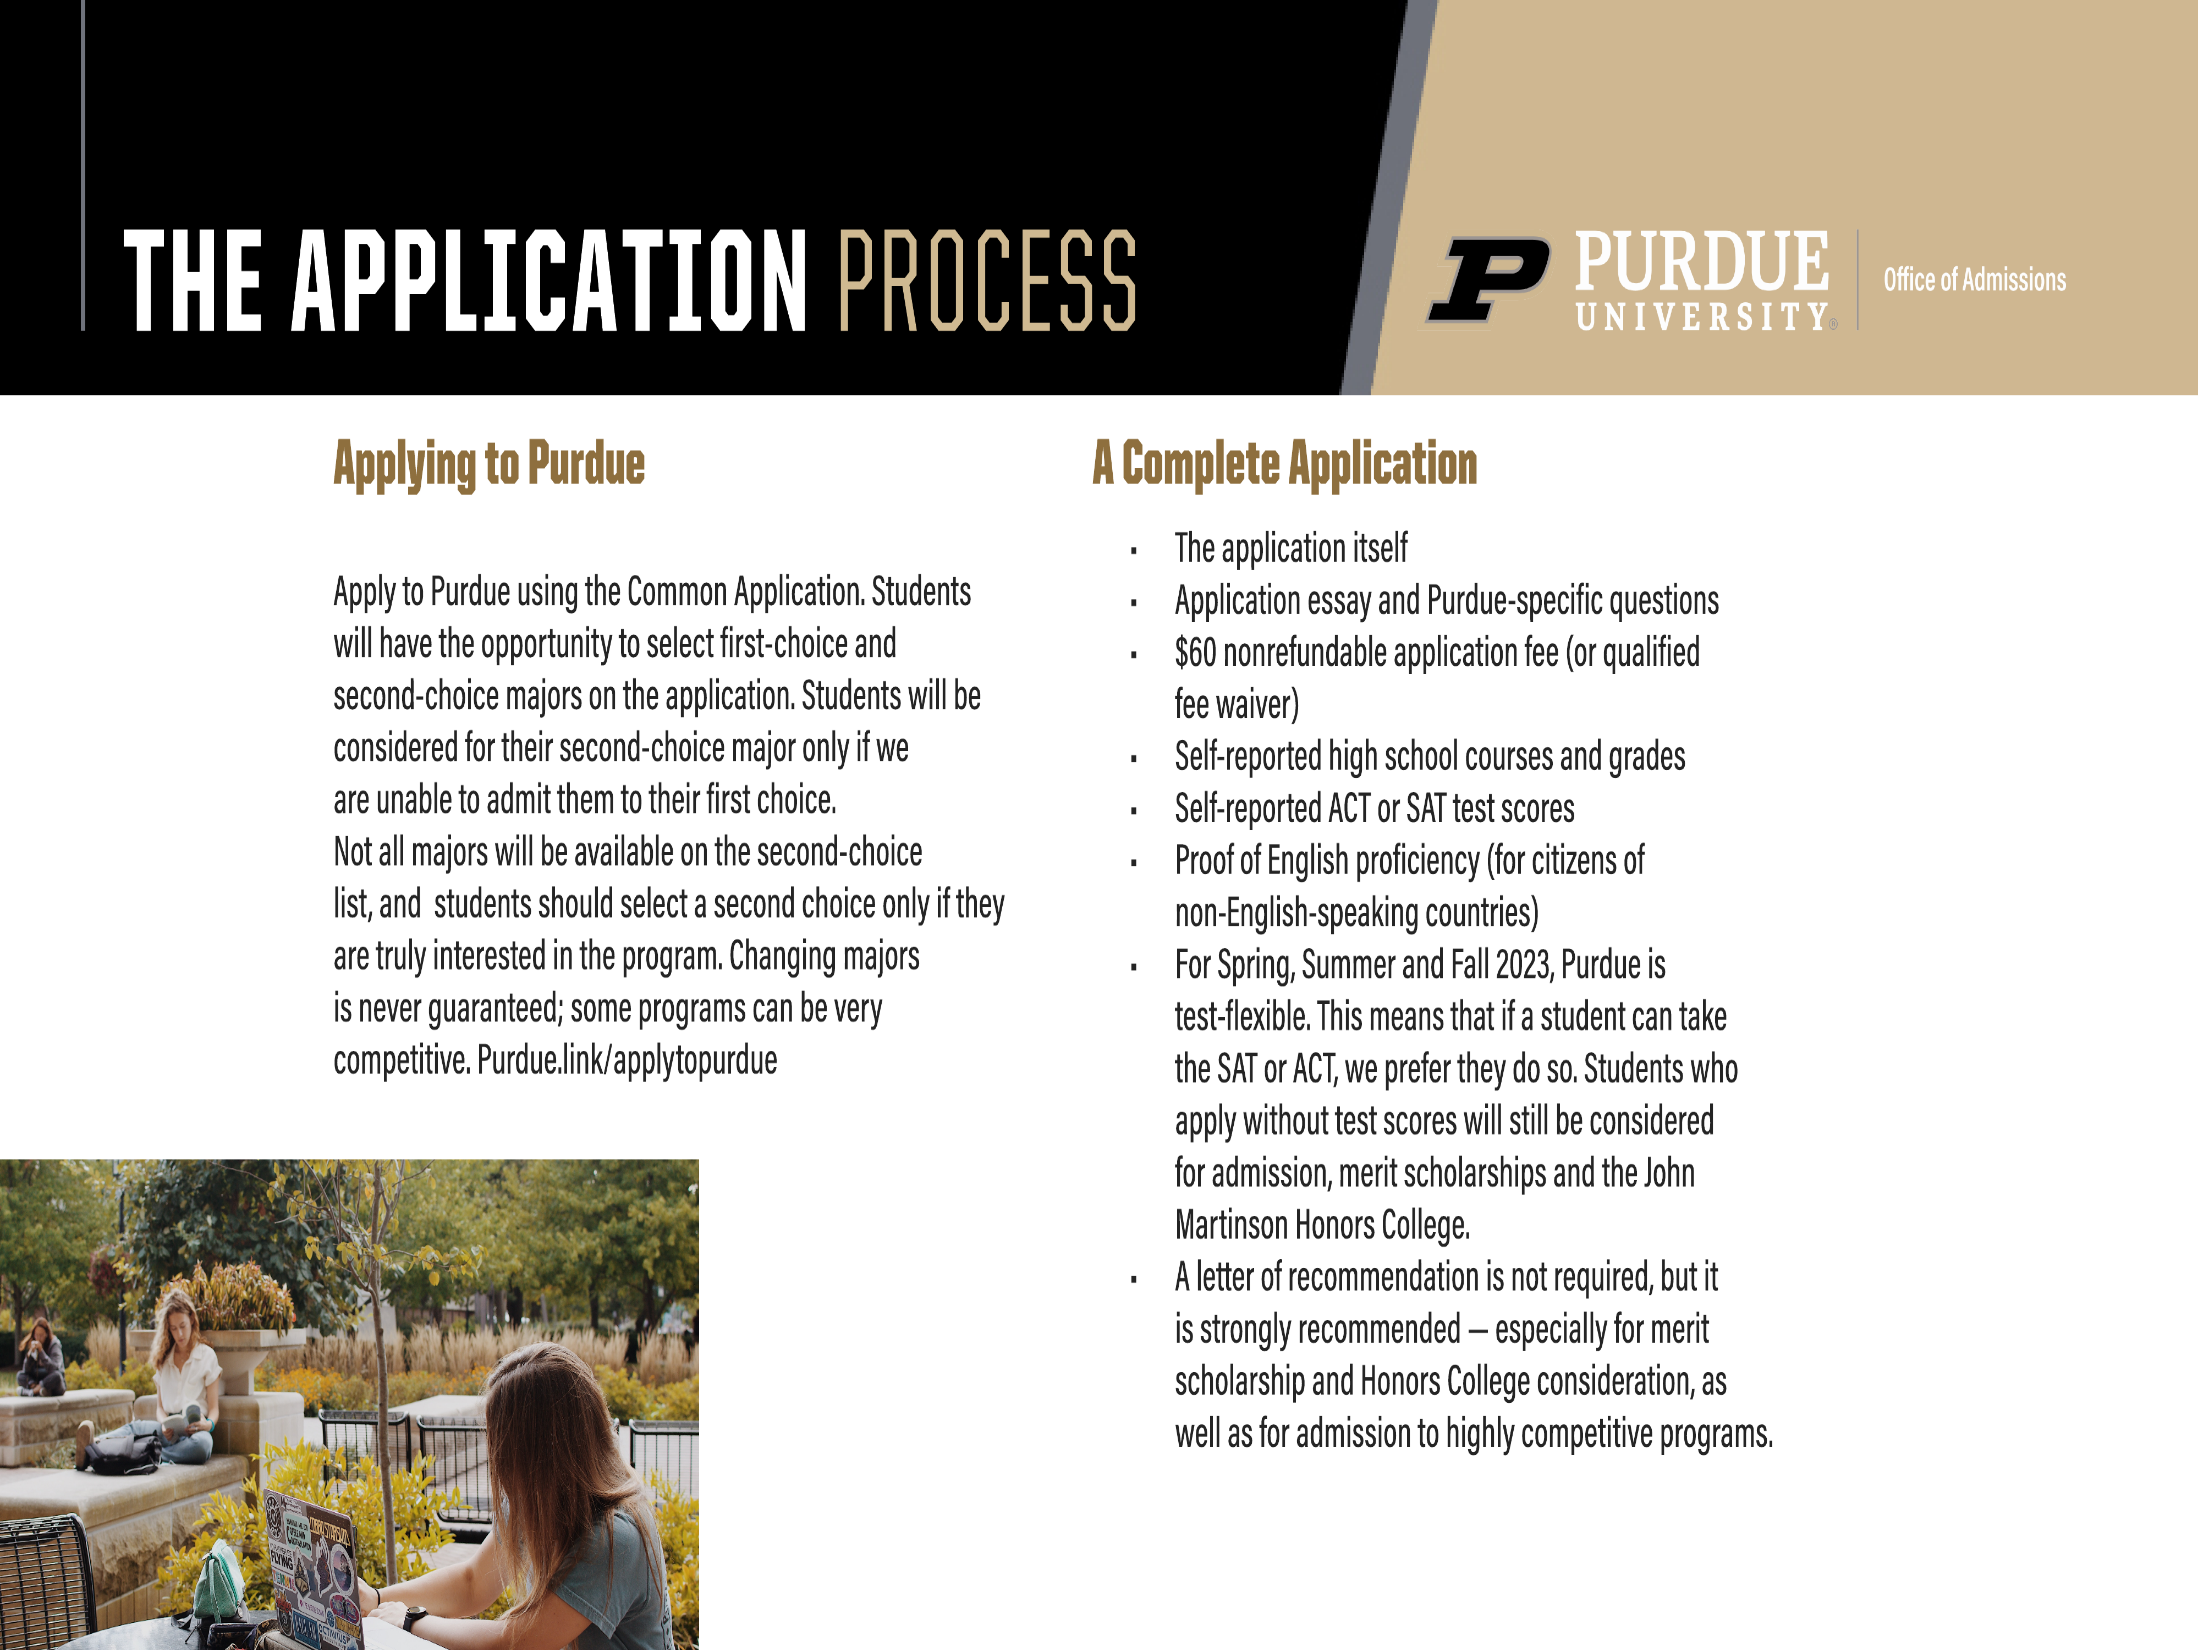 THE APPLICATION PROCESS
PURDUE
UNIVERSITY®
Office of Admissions
Applying to Purdue
Apply to Purdue using the Common Application. Students
will have the opportunity to select first-choice and
second-choice majors on the application. Students will be
considered for their second-choice major only if we
are unable to admit them to their first choice.
Not all majors will be available on the second-choice
list, and  students should select a second choice only if they
are truly interested in the program. Changing majors
is never guaranteed; some programs can be very
competitive. Purdue.link/applytopurdue
A Complete Application
▪ The application itself
▪ Application essay and Purdue-specific questions
▪ $60 nonrefundable application fee (or qualified
fee waiver)
▪ Self-reported high school courses and grades
▪ Self-reported ACT or SAT test scores
▪ Proof of English proficiency (for citizens of
non-English-speaking countries)
▪ For Spring, Summer and Fall 2023, Purdue is
test-flexible. This means that if a student can take
the SAT or ACT, we prefer they do so. Students who
apply without test scores will still be considered
for admission, merit scholarships and the John
Martinson Honors College.
▪ A letter of recommendation is not required, but it
is strongly recommended — especially for merit
scholarship and Honors College consideration, as
well as for admission to highly competitive programs.
FLYING